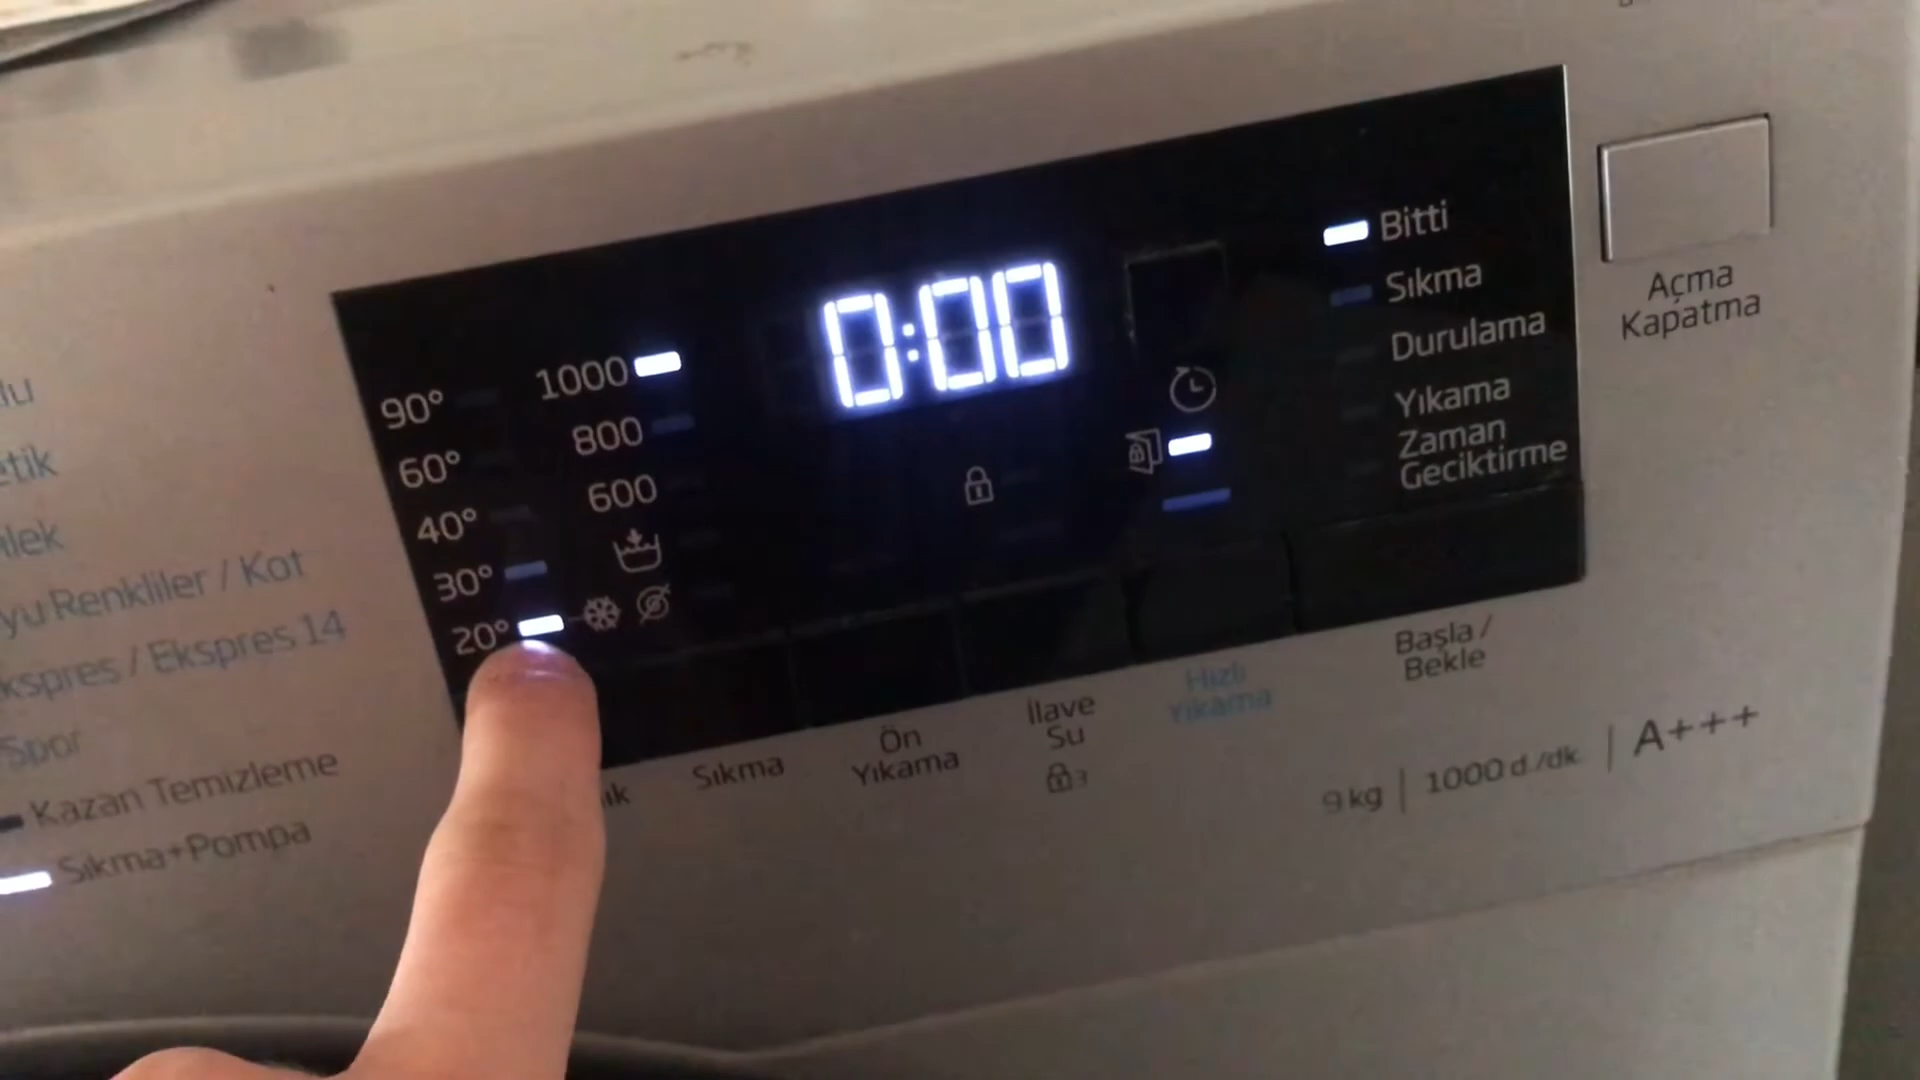 90°
60°
40°
30°
20°
1000
800
600
0:00
Bitti
Sıkma
Durulama
Yıkama
Zaman
Geciktirme
Açma
Kapatma
Renkliler / Kot
/ Ekspres 14
Spor
Kazan Temizleme
Sıkma+Pompa
Sıkma
Ön
Yıkama
İlave
Su
3
Hızlı
Yıkama
Başla /
Bekle
9 kg | 1000 d./dk | A+++